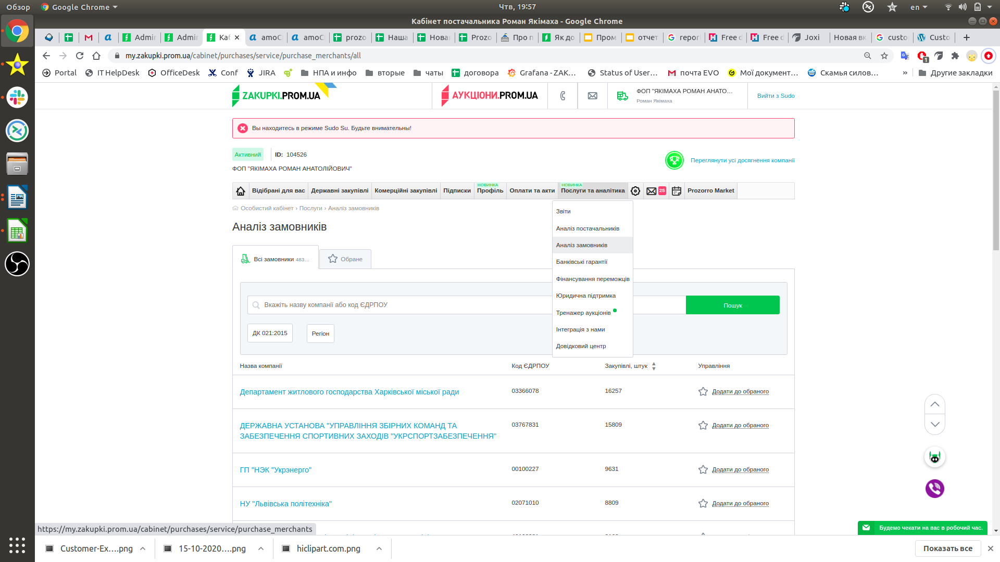 Обзор
Google Chrome
Чтв, 19:57
en
Кабінет постачальника Роман Якімаха - Google Chrome
Admin
Admin
Каб
amoC
amoC
prozo
Наша
Новая
Prozo
Про п
Як до
Пром
отчет
repor
Free d
Free d
Joxi
Новая вк
custo
Custo
my.zakupki.prom.ua/cabinet/purchases/service/purchase_merchants/all
1
Portal
IT HelpDesk
OfficeDesk
Conf
JIRA
НПА и инфо
вторые
чаты
договора
Grafana - ZAK...
Status of User...
почта EVO
Мої документ...
Скамья силов...
»
Другие закладки
ZAKUPKI.PROM.UA
АУКЦІОНИ.PROM.UA
ФОП "ЯКІМАХА РОМАН АНАТО...
Роман Якімаха
Вийти з Sudo
Вы находитесь в режиме Sudo Su. Будьте внимательны!
Активний
ID: 104526
Переглянути усі досягнення компанії
ФОП "ЯКІМАХА РОМАН АНАТОЛІЙОВИЧ"
НОВИНКА
НОВИНКА
Відібрані для вас
Державні закупівлі
Комерційні закупівлі
Підписки
Профіль
Оплати та акти
Послуги та аналітика
25
Prozorro Market
Особистий кабінет › Послуги › Аналіз замовників
Аналіз замовників
Звіти
Аналіз постачальників
Аналіз замовників
Банківські гарантії
Фінансування переможців
Юридична підтримка
Тренажер аукціонів
Інтеграція з нами
Довідковий центр
Всі замовники 483...
Обране
Вкажіть назву компанії або код ЄДРПОУ
Пошук
ДК 021:2015
Регіон
Назва компанії
Код ЄДРПОУ
Закупівлі, штук
Управління
Департамент житлового господарства Харківської міської ради
03366078
16257
Додати до обраного
ДЕРЖАВНА УСТАНОВА "УПРАВЛІННЯ ЗБІРНИХ КОМАНД ТА
ЗАБЕЗПЕЧЕННЯ СПОРТИВНИХ ЗАХОДІВ "УКРСПОРТЗАБЕЗПЕЧЕННЯ"
03767831
15809
Додати до обраного
ГП "НЭК "Укрэнерго"
00100227
9631
Додати до обраного
НУ "Львівська політехніка"
02071010
8809
Додати до обраного
https://my.zakupki.prom.ua/cabinet/purchases/service/purchase_merchants
Будемо чекати на вас в робочий час.
Customer-Ex....png
15-10-2020....png
hiclipart.com.png
Показать все